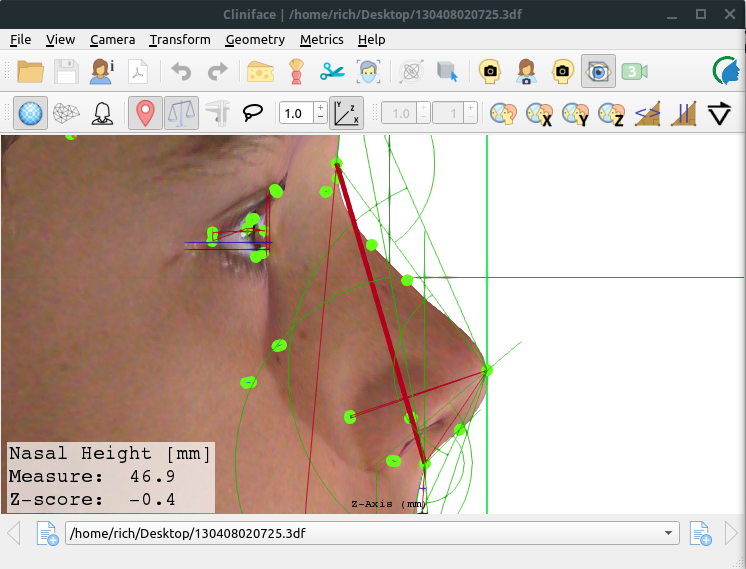 Cliniface | /home/rich/Desktop/130408020725.3df
File View Camera Transform Geometry Metrics Help
i
3
1.0 Y Z X 1.0 1 X Y Z <>
Z-Axis (mm)
Nasal Height [mm]
Measure: 46.9
Z-score: -0.4
/home/rich/Desktop/130408020725.3df